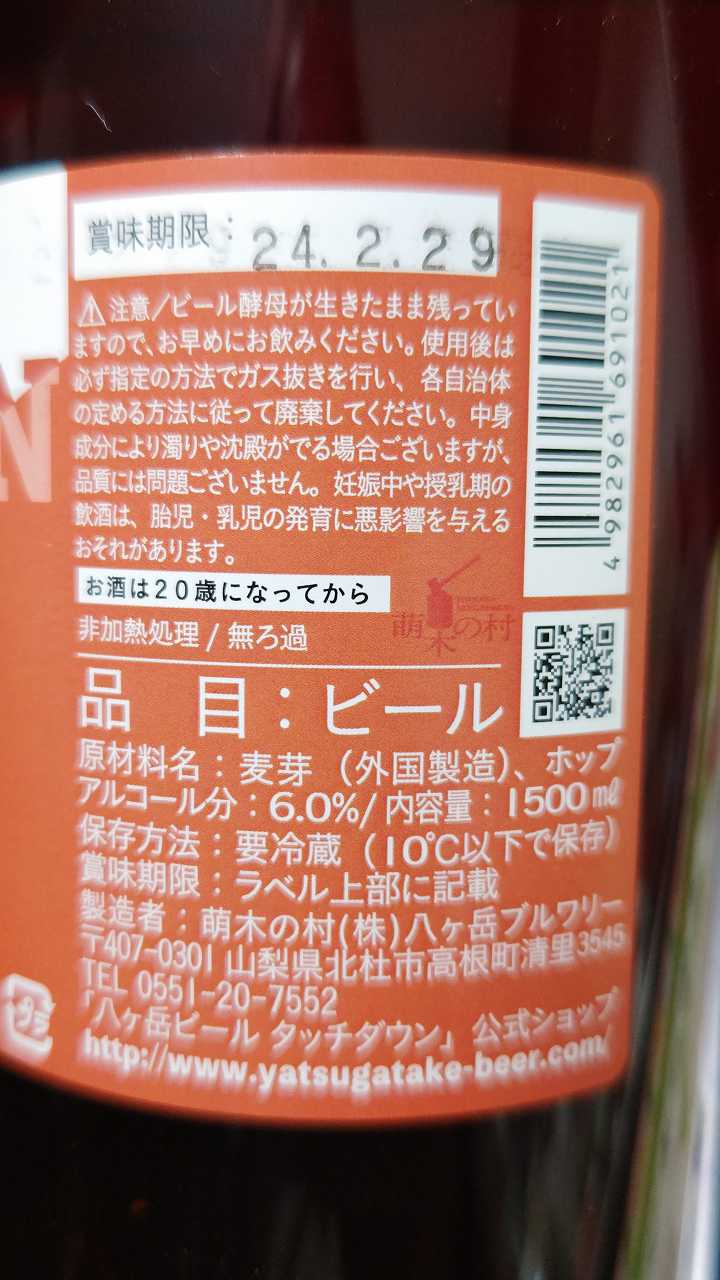 賞味期限：24.2.29
⚠注意/ビール酵母が生きたまま残ってい
ますので、お早めにお飲みください。使用後は
必ず指定の方法でガス抜きを行い、各自治体
の定める方法に従って廃棄してください。中身
成分により濁りや沈殿がでる場合ございますが、
品質には問題ございません。妊娠中や授乳期の
飲酒は、胎児・乳児の発育に悪影響を与える
おそれがあります。
お酒は20歳になってから
非加熱処理/無ろ過
萌木の村
4 982961 691021
品 目：ビール
原材料名：麦芽（外国製造）、ホップ
アルコール分：6.0%/内容量：1500mℓ
保存方法：要冷蔵（10℃以下で保存）
賞味期限：ラベル上部に記載
製造者：萌木の村(株)八ヶ岳ブルワリー
〒407-0301 山梨県北杜市高根町清里3545
TEL 0551-20-7552
「八ヶ岳ビール タッチダウン」公式ショップ
http://www.yatsugatake-beer.com/
N